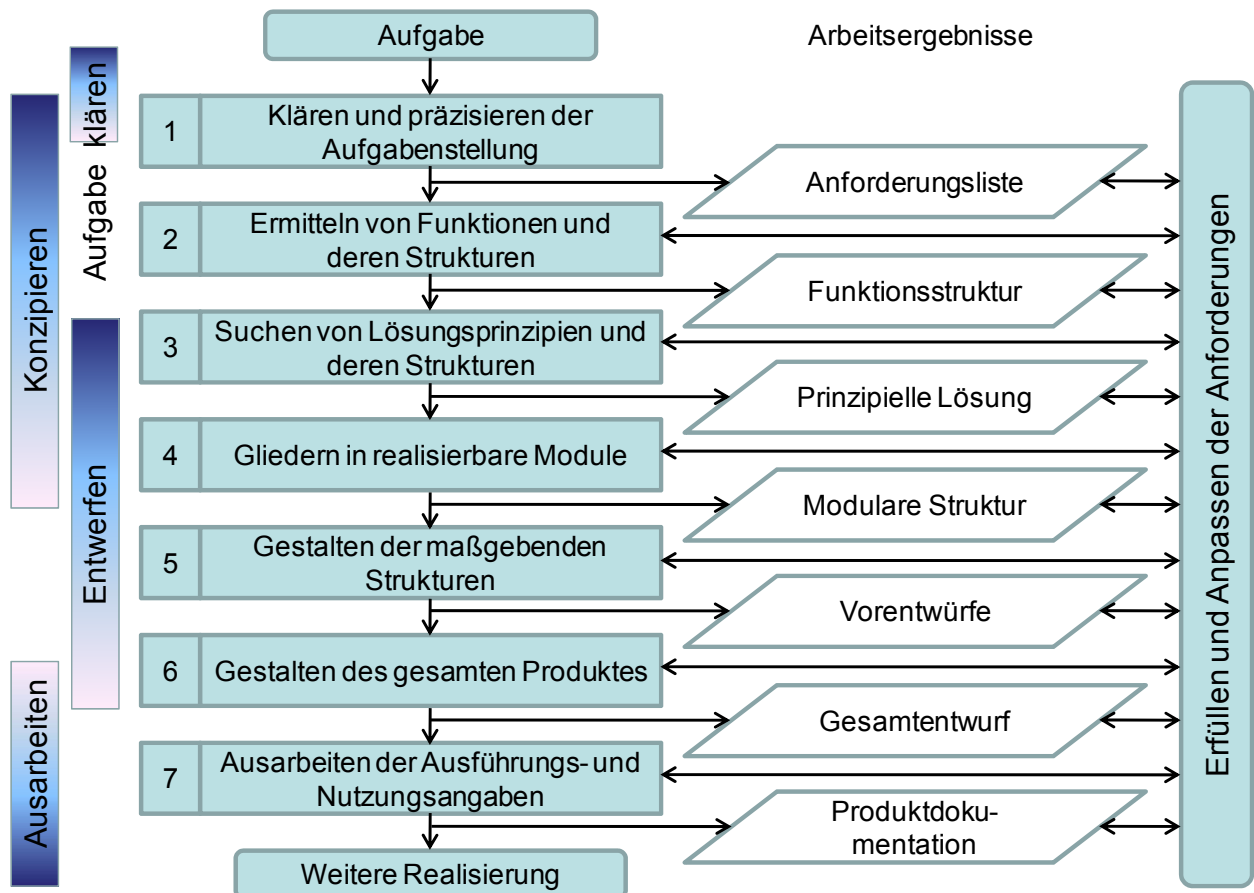 Aufgabe
Arbeitsergebnisse
Aufgabe klären
Konzipieren
Entwerfen
Ausarbeiten
1
Klären und präzisieren der
Aufgabenstellung
Anforderungsliste
2
Ermitteln von Funktionen und
deren Strukturen
Funktionsstruktur
3
Suchen von Lösungsprinzipien und
deren Strukturen
Prinzipielle Lösung
4
Gliedern in realisierbare Module
Modulare Struktur
5
Gestalten der maßgebenden
Strukturen
Vorentwürfe
6
Gestalten des gesamten Produktes
Gesamtentwurf
7
Ausarbeiten der Ausführungs- und
Nutzungsangaben
Produktdoku-
mentation
Weitere Realisierung
Erfüllen und Anpassen der Anforderungen